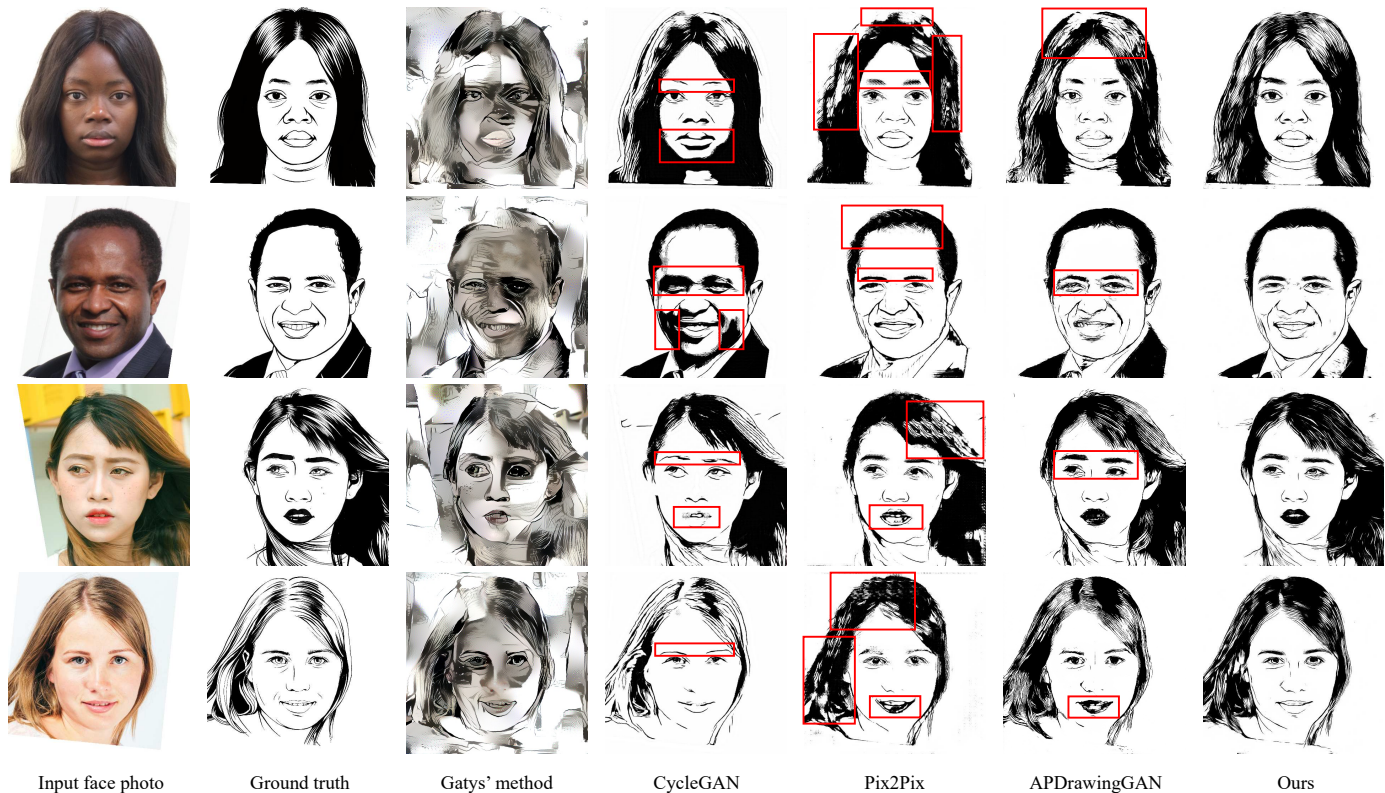 Input face photo
Ground truth
Gatys’ method
CycleGAN
Pix2Pix
APDrawingGAN
Ours